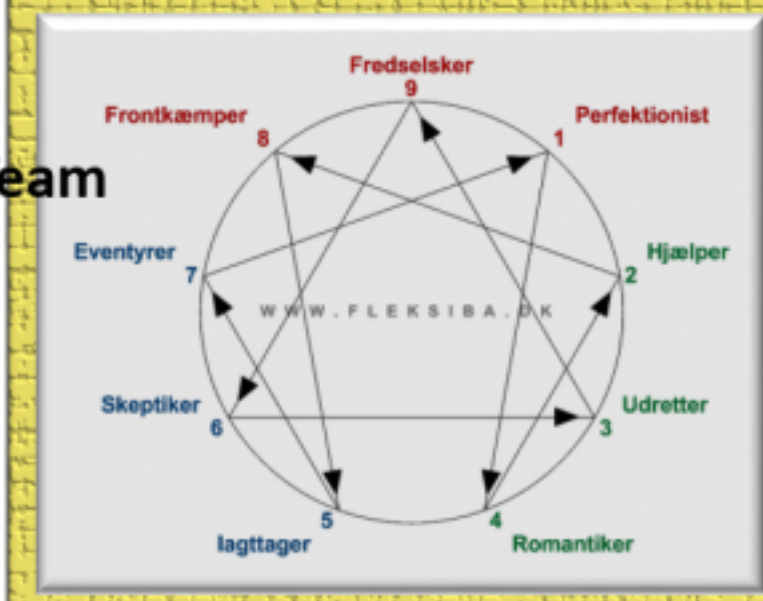 Fredselsker
9
Frontkæmper
8
Perfektionist
1
Eventyrer
7
Hjælper
2
WWW.FLEKSIBA.DK
Skeptiker
6
Udretter
3
Iagttager
5
Romantiker
4